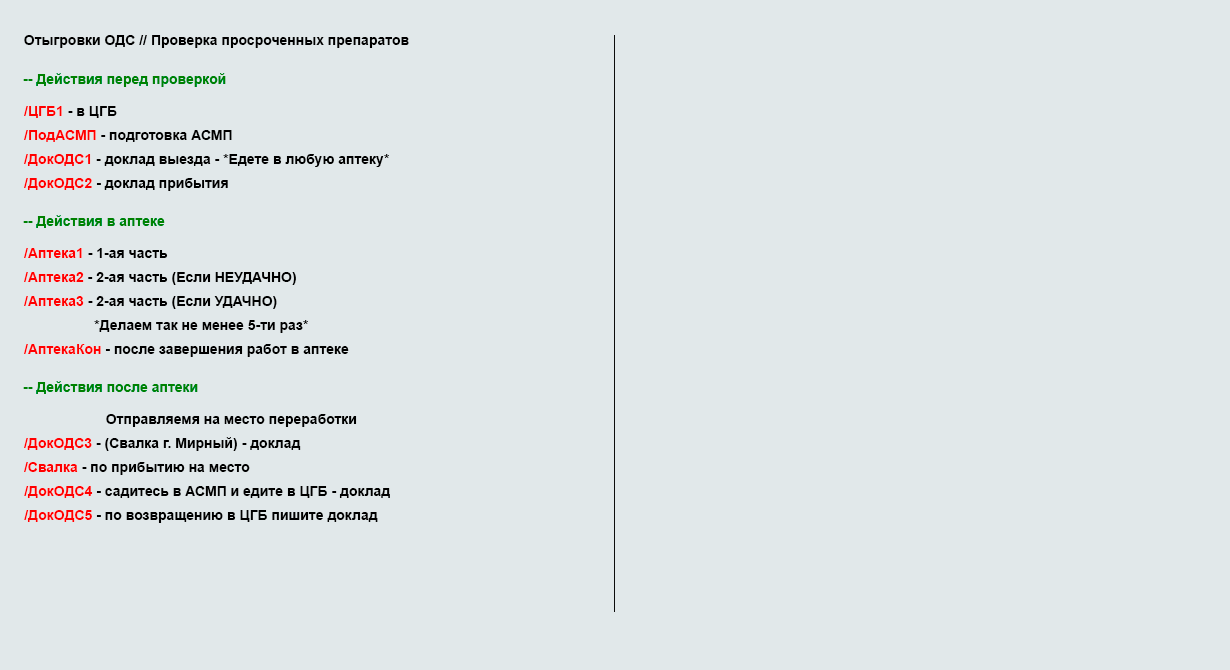 Отыгровки ОДС // Проверка просроченных препаратов
-- Действия перед проверкой
/ЦГБ1 - в ЦГБ
/ПодАСМП - подготовка АСМП
/ДокОДС1 - доклад выезда - *Едете в любую аптеку*
/ДокОДС2 - доклад прибытия
-- Действия в аптеке
/Аптека1 - 1-ая часть
/Аптека2 - 2-ая часть (Если НЕУДАЧНО)
/Аптека3 - 2-ая часть (Если УДАЧНО)
*Делаем так не менее 5-ти раз*
/АптекаКон - после завершения работ в аптеке
-- Действия после аптеки
Отправляемя на место переработки
/ДокОДС3 - (Свалка г. Мирный) - доклад
/Свалка - по прибытию на место
/ДокОДС4 - садитесь в АСМП и едите в ЦГБ - доклад
/ДокОДС5 - по возвращению в ЦГБ пишите доклад